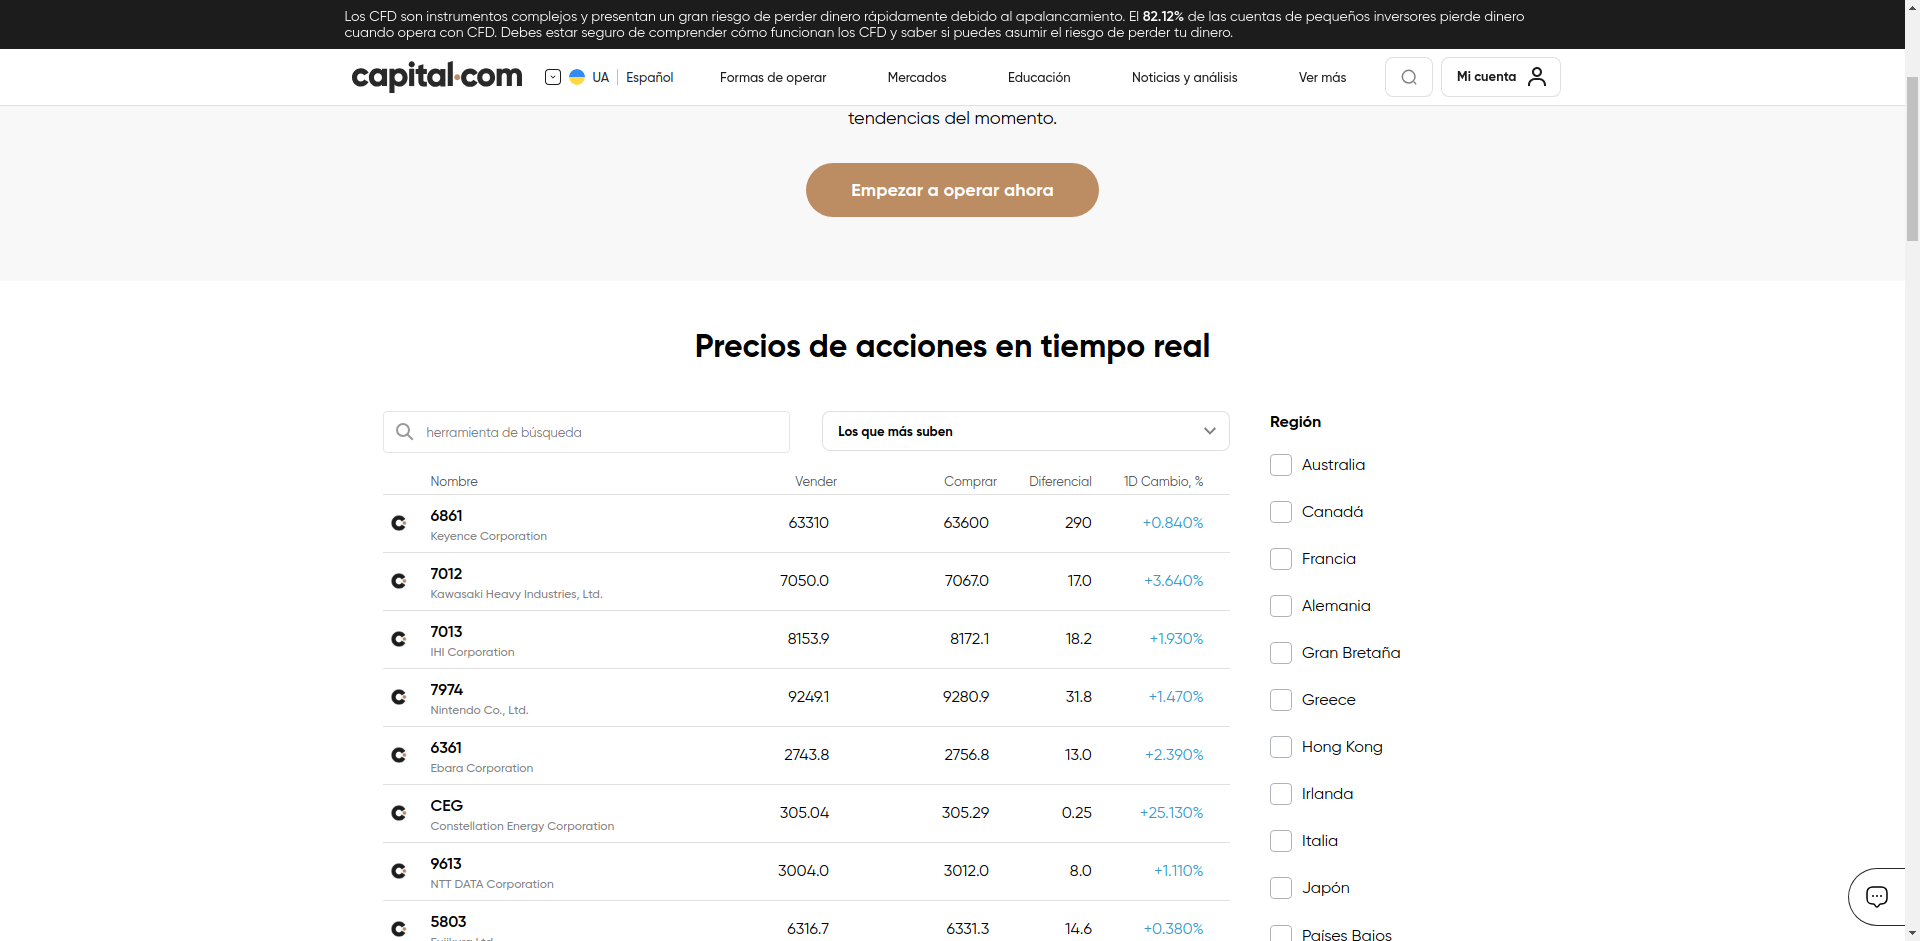 Los CFD son instrumentos complejos y presentan un gran riesgo de perder dinero rápidamente debido al apalancamiento. El 82.12% de las cuentas de pequeños inversores pierde dinero
cuando opera con CFD. Debes estar seguro de comprender cómo funcionan los CFD y saber si puedes asumir el riesgo de perder tu dinero.
capital.com UA Español Formas de operar Mercados Educación Noticias y análisis Ver más Mi cuenta
tendencias del momento.
Empezar a operar ahora
Precios de acciones en tiempo real
herramienta de búsqueda
Los que más suben
Nombre Vender Comprar Diferencial 1D Cambio, %
6861 63310 63600 290 +0.840%
Keyence Corporation
7012 7050.0 7067.0 17.0 +3.640%
Kawasaki Heavy Industries, Ltd.
7013 8153.9 8172.1 18.2 +1.930%
IHI Corporation
7974 9249.1 9280.9 31.8 +1.470%
Nintendo Co., Ltd.
6361 2743.8 2756.8 13.0 +2.390%
Ebara Corporation
CEG 305.04 305.29 0.25 +25.130%
Constellation Energy Corporation
9613 3004.0 3012.0 8.0 +1.110%
NTT DATA Corporation
5803 6316.7 6331.3 14.6 +0.380%
Región
Australia
Canadá
Francia
Alemania
Gran Bretaña
Greece
Hong Kong
Irlanda
Italia
Japón
Países Bajos